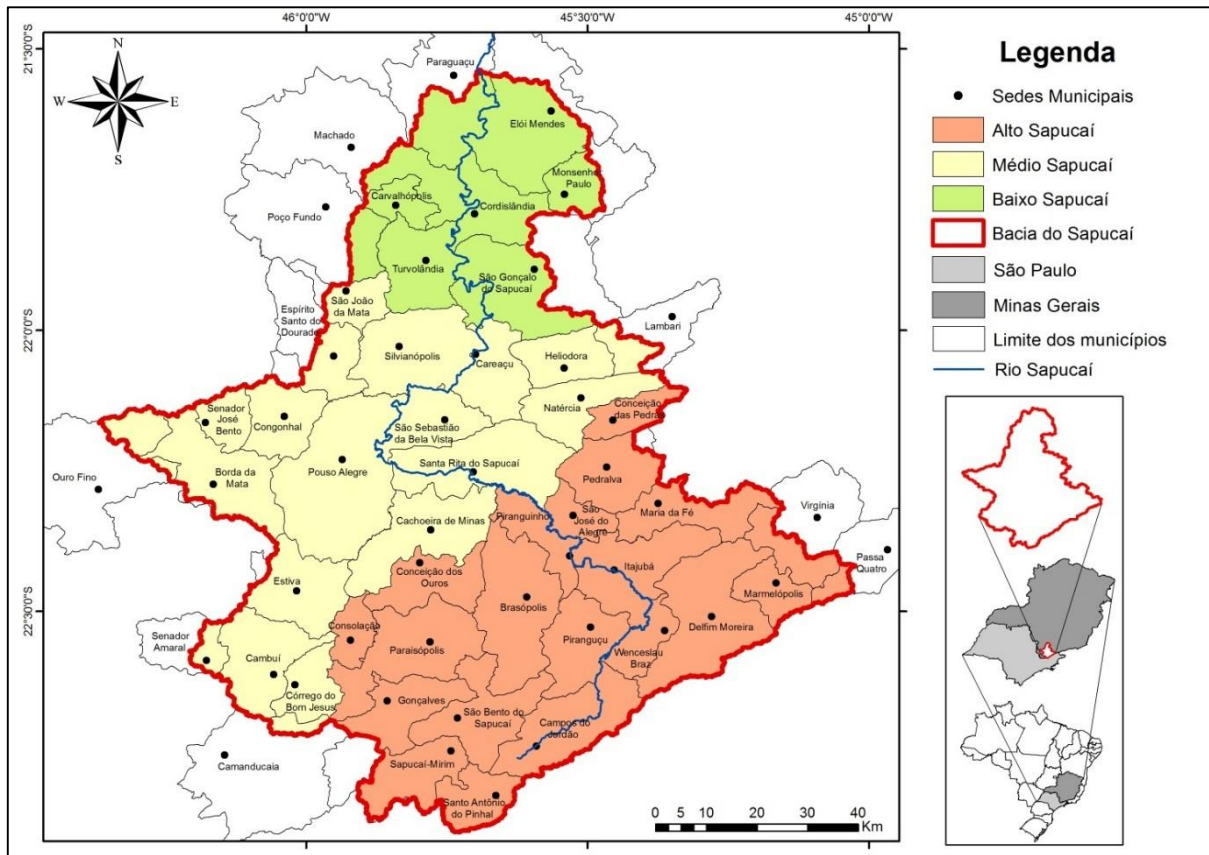 46°0'0"W
45°30'0"W
45°0'0"W
21°30'0"S
22°0'0"S
22°30'0"S
N
W
E
S
Paraguaçu
Elói Mendes
Machado
Monsenhor
Paulo
Carvalhópolis
Poço Fundo
Cordislândia
Turvolândia
São Gonçalo
do Sapucaí
São João
da Mata
Espírito
Santo do
Dourado
Lambari
Silvianópolis
Careaçu
Heliodora
Natércia
Conceição
das Pedras
Senador
José
Bento
Congonhal
São Sebastião
da Bela Vista
Ouro Fino
Borda da
Mata
Pouso Alegre
Santa Rita do Sapucaí
Pedralva
Virgínia
Maria da Fé
Piranguinho
São
José do
Alegre
Cachoeira de Minas
Passa
Quatro
Conceição dos
Ouros
Itajubá
Marmelópolis
Estiva
Brasópolis
Delfim Moreira
Consolação
Piranguçu
Senador
Amaral
Paraisópolis
Wenceslau
Braz
Cambuí
Córrego do
Bom Jesus
Gonçalves
São Bento do
Sapucaí
Campos do
Jordão
Camanducaia
Sapucaí-Mirim
Santo Antônio
do Pinhal
0 5 10 20 30 40
Km
Legenda
Sedes Municipais
Alto Sapucaí
Médio Sapucaí
Baixo Sapucaí
Bacia do Sapucaí
São Paulo
Minas Gerais
Limite dos municípios
Rio Sapucaí